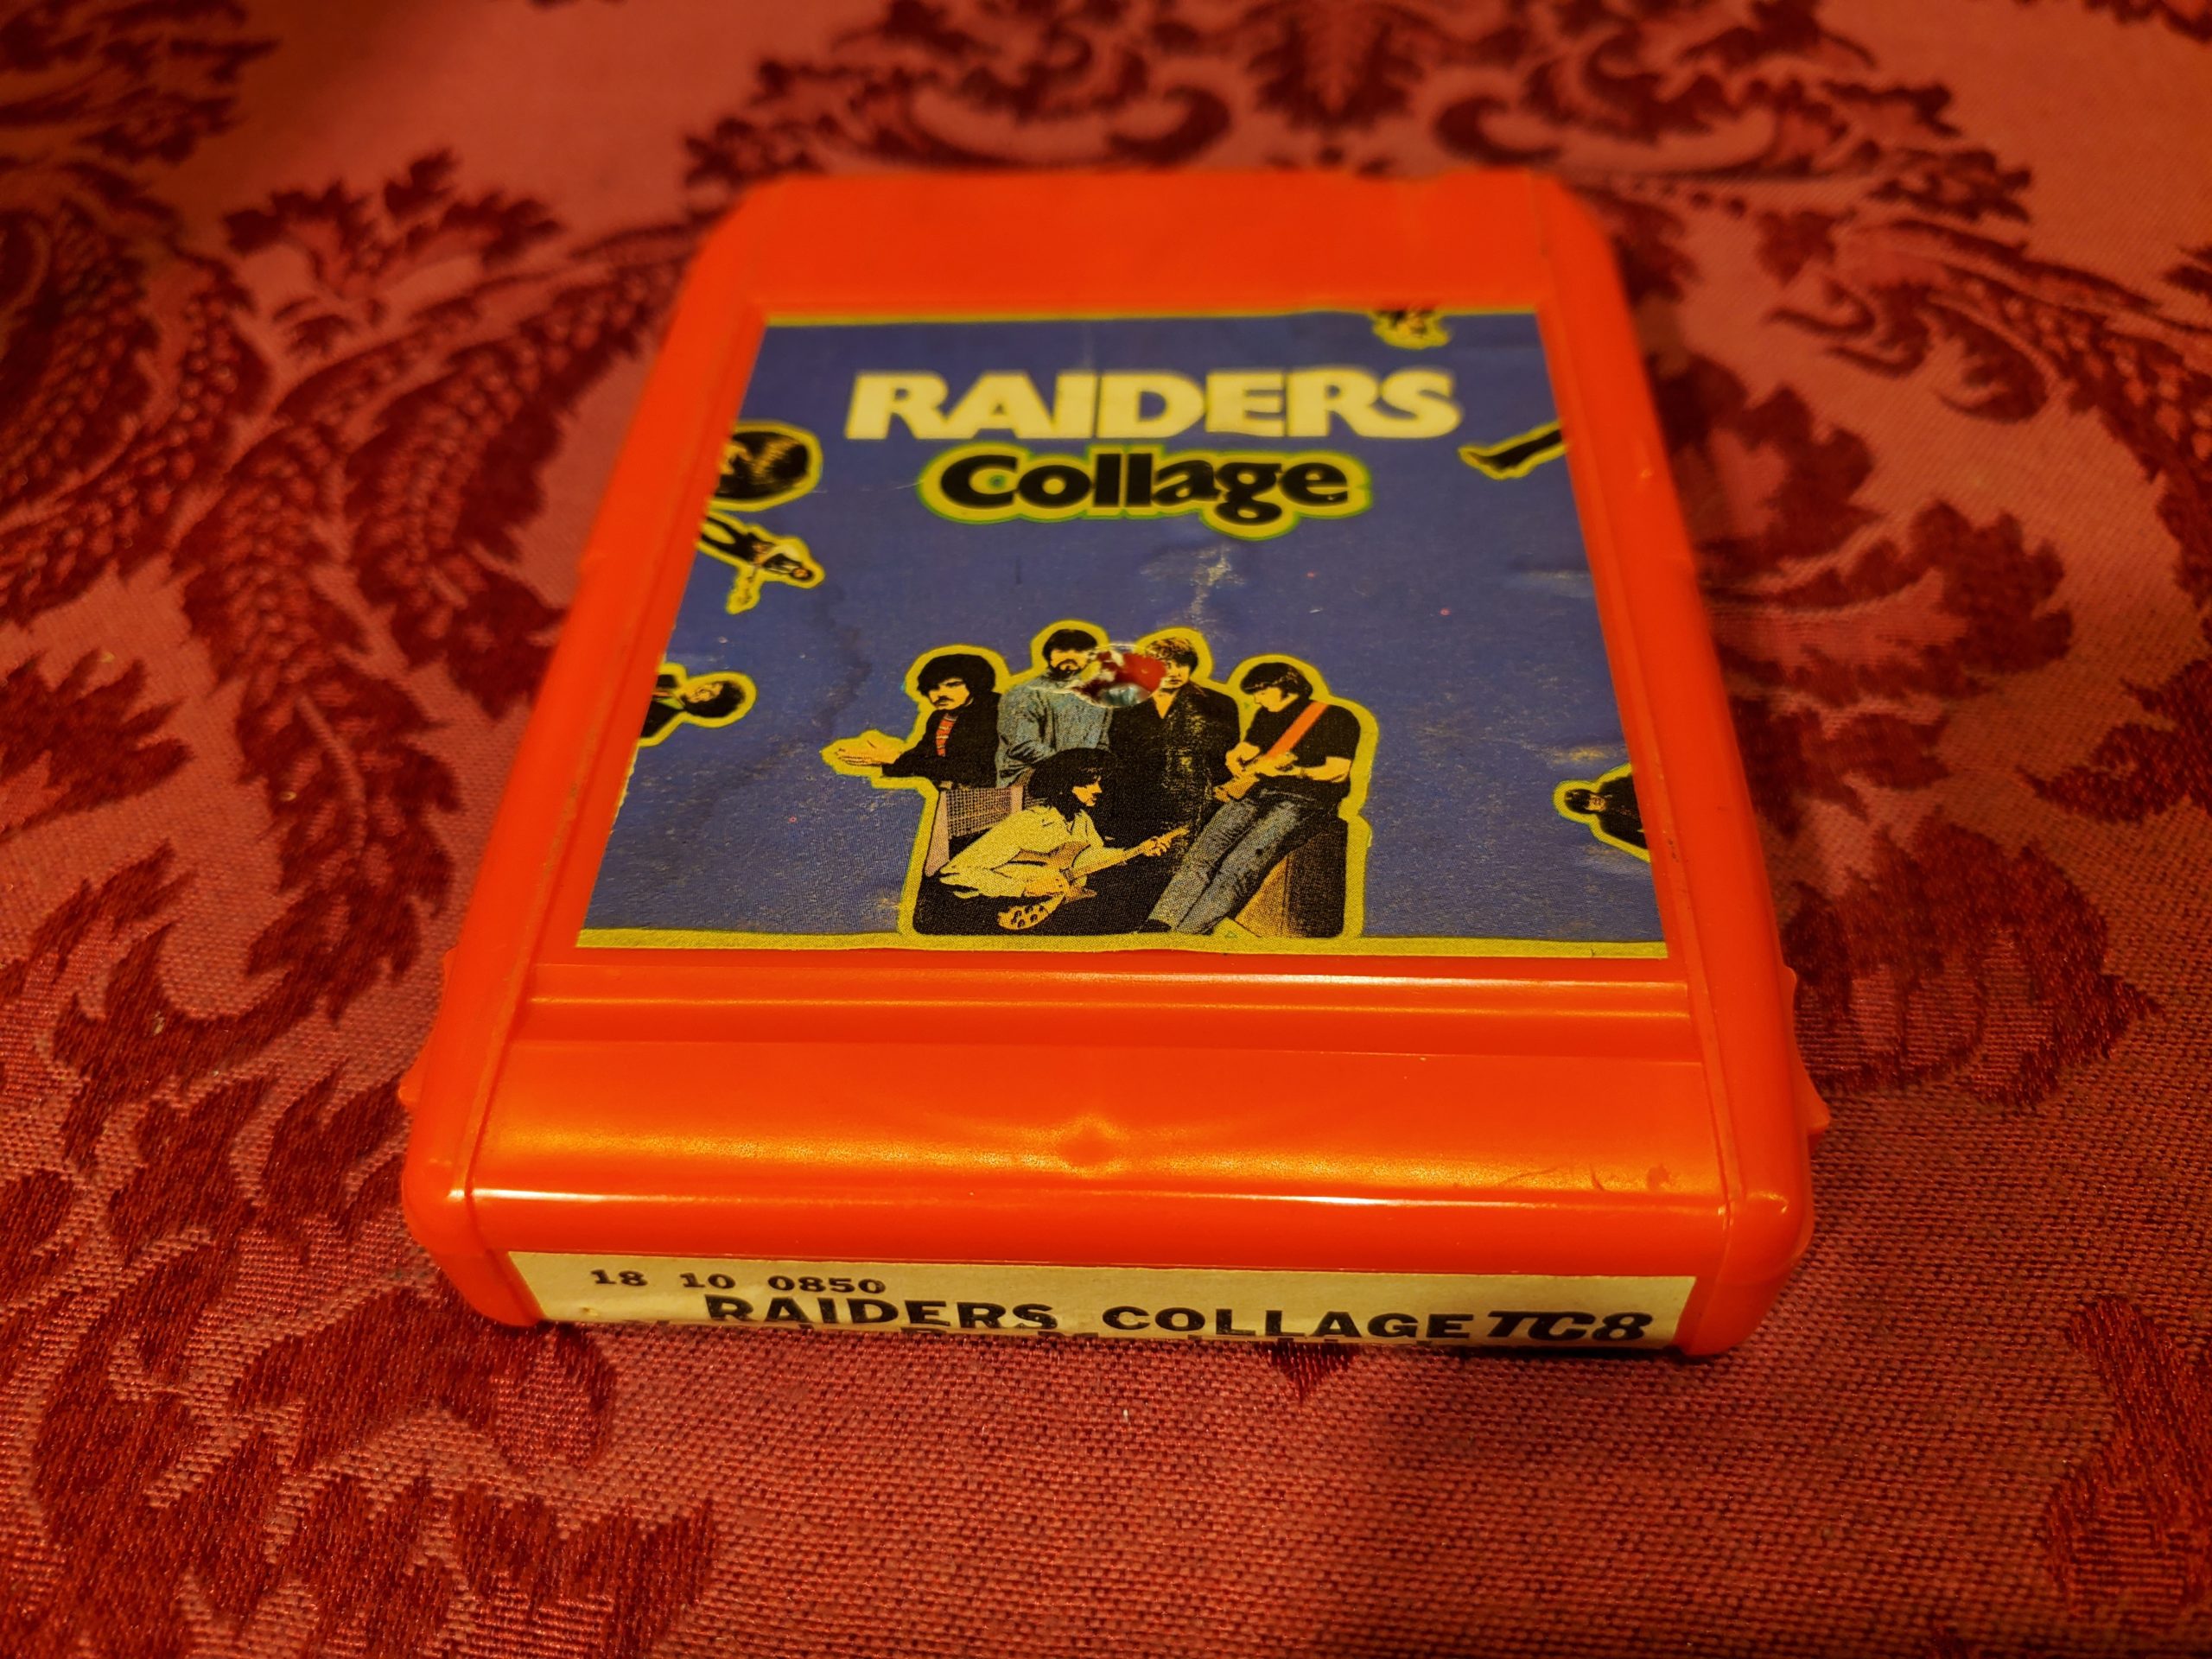 RAIDERS
Collage
18 10 0850
RAIDERS COLLAGE TC8